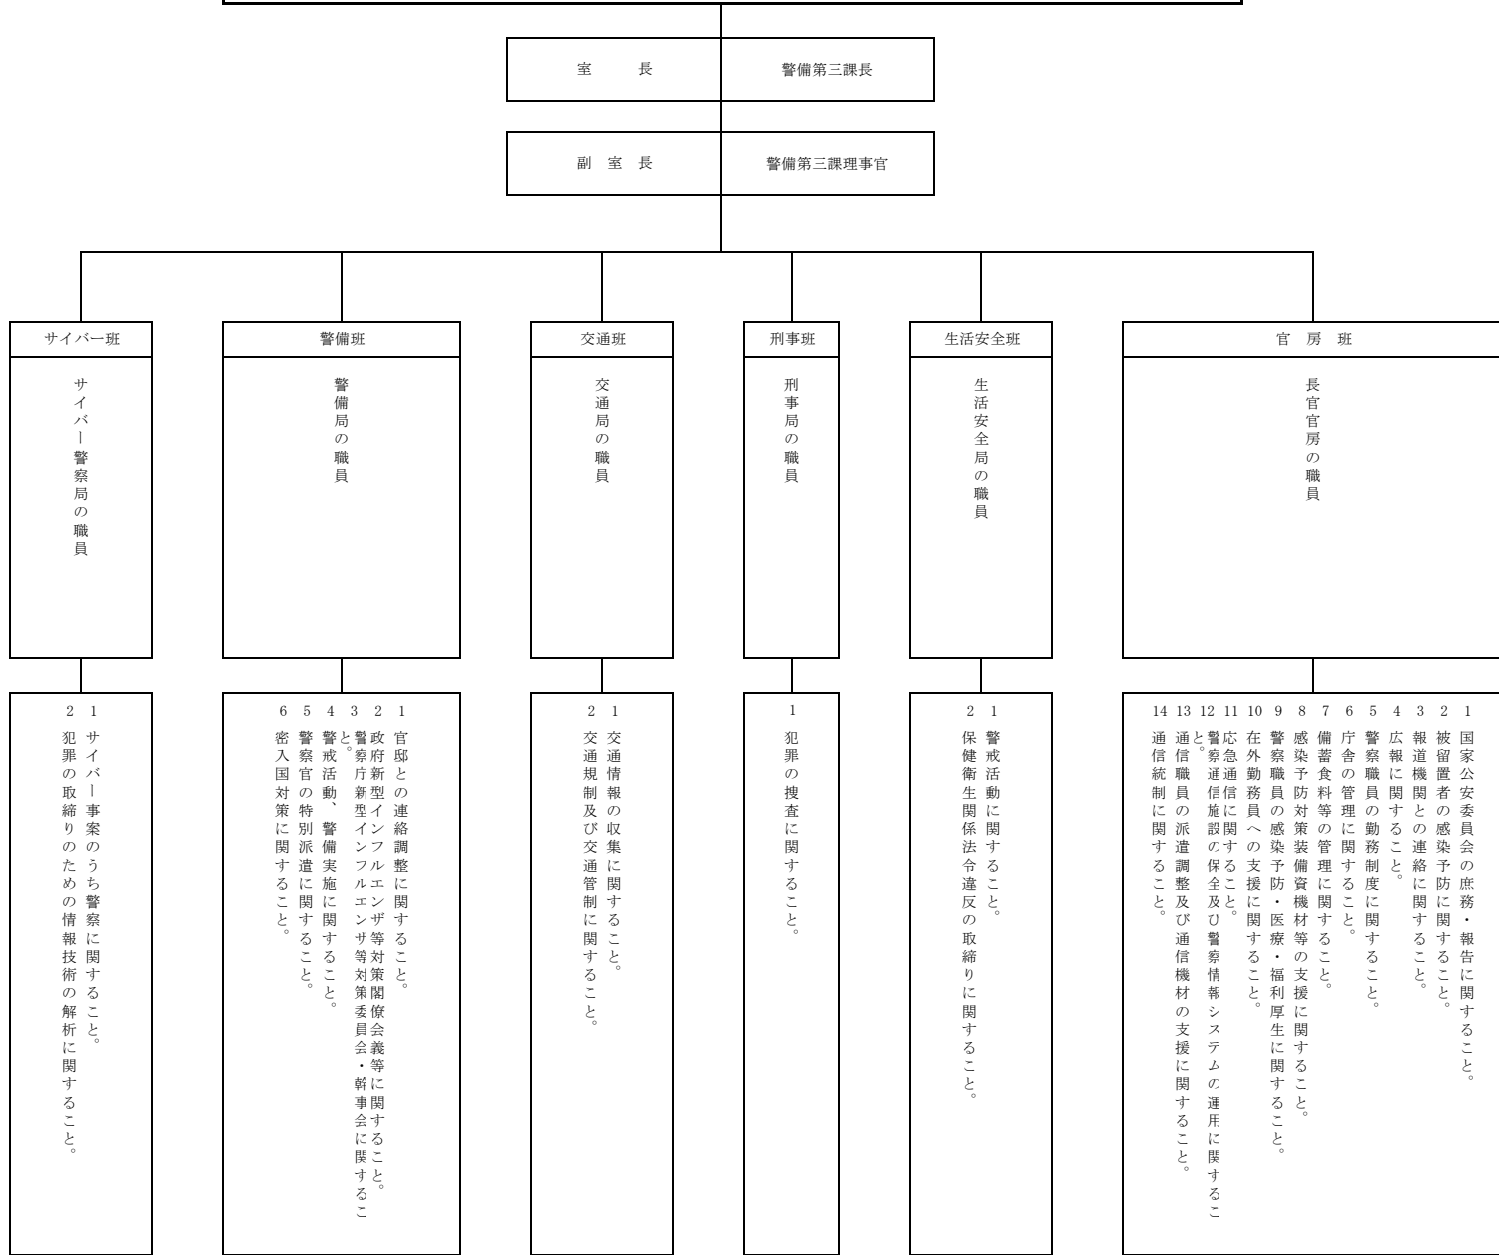 室　　　長
警備第三課長
副　室　長
警備第三課理事官
官　房　班
長官官房の職員
1 国家公安委員会の庶務・報告に関すること。
2 被留置者の感染予防に関すること。
3 報道機関との連絡に関すること。
4 広報に関すること。
5 警察職員の勤務制度に関すること。
6 庁舎の管理に関すること。
7 備蓄食料等の管理に関すること。
8 感染予防対策装備資機材等の支援に関すること。
9 警察職員の感染予防・医療・福利厚生に関すること。
10 在外勤務員への支援に関すること。
11 応急通信に関すること。
12 警察通信施設の保全及び警察情報システムの運用に関するこ
と。
13 通信職員の派遣調整及び通信機材の支援に関すること。
14 通信統制に関すること。
生活安全班
生活安全局の職員
1 警戒活動に関すること。
2 保健衛生関係法令違反の取締りに関すること。
刑事班
刑事局の職員
1 犯罪の捜査に関すること。
交通班
交通局の職員
1 交通情報の収集に関すること。
2 交通規制及び交通管制に関すること。
警備班
警備局の職員
1 官邸との連絡調整に関すること。
2 政府新型インフルエンザ等対策閣僚会議等に関すること。
3 警察庁新型インフルエンザ等対策委員会・幹事会に関するこ
と。
4 警戒活動、警備実施に関すること。
5 警察官の特別派遣に関すること。
6 密入国対策に関すること。
サイバー班
サイバー警察局の職員
1 サイバー事案のうち警察に関すること。
2 犯罪の取締りのための情報技術の解析に関すること。